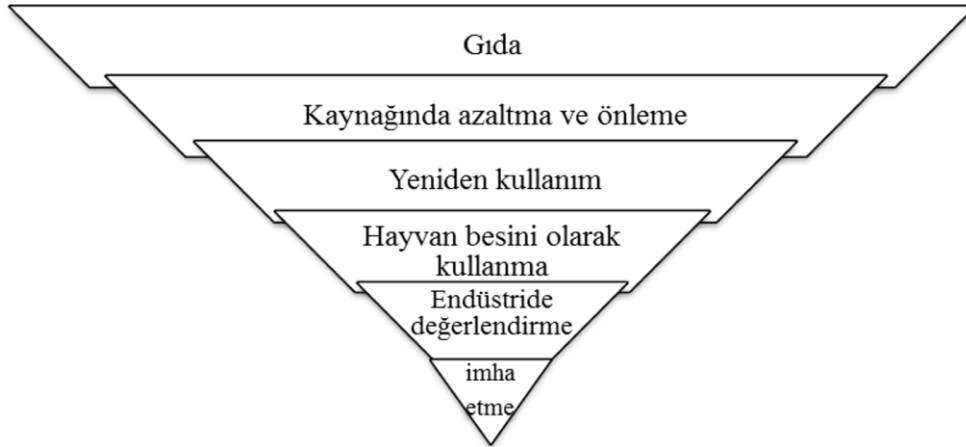 Gıda
Kaynağında azaltma ve önleme
Yeniden kullanım
Hayvan besini olarak
kullanma
Endüstride
değerlendirme
imha
etme